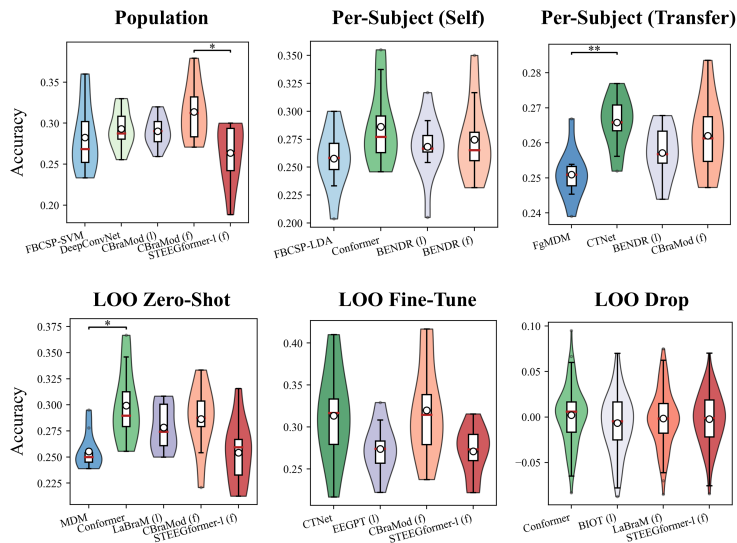 Population
Accuracy
0.35
0.30
0.25
0.20
*
FBCSP-SVM
DeepConvNet
CBraMod (l)
CBraMod (f)
STEEGformer-l (f)
Per-Subject (Self)
0.350
0.325
0.300
0.275
0.250
0.225
0.200
FBCSP-LDA
Conformer
BENDR (l)
BENDR (f)
Per-Subject (Transfer)
0.28
0.27
0.26
0.25
0.24
**
FgMDM
CTNet
BENDR (l)
CBraMod (f)
LOO Zero-Shot
Accuracy
0.375
0.350
0.325
0.300
0.275
0.250
0.225
*
MDM
Conformer
LaBraM (l)
CBraMod (f)
STEEGformer-l (f)
LOO Fine-Tune
0.40
0.35
0.30
0.25
CTNet
EEGPT (l)
CBraMod (f)
STEEGformer-l (f)
LOO Drop
0.10
0.05
0.00
−0.05
Conformer
BIOT (l)
LaBraM (f)
STEEGformer-l (f)